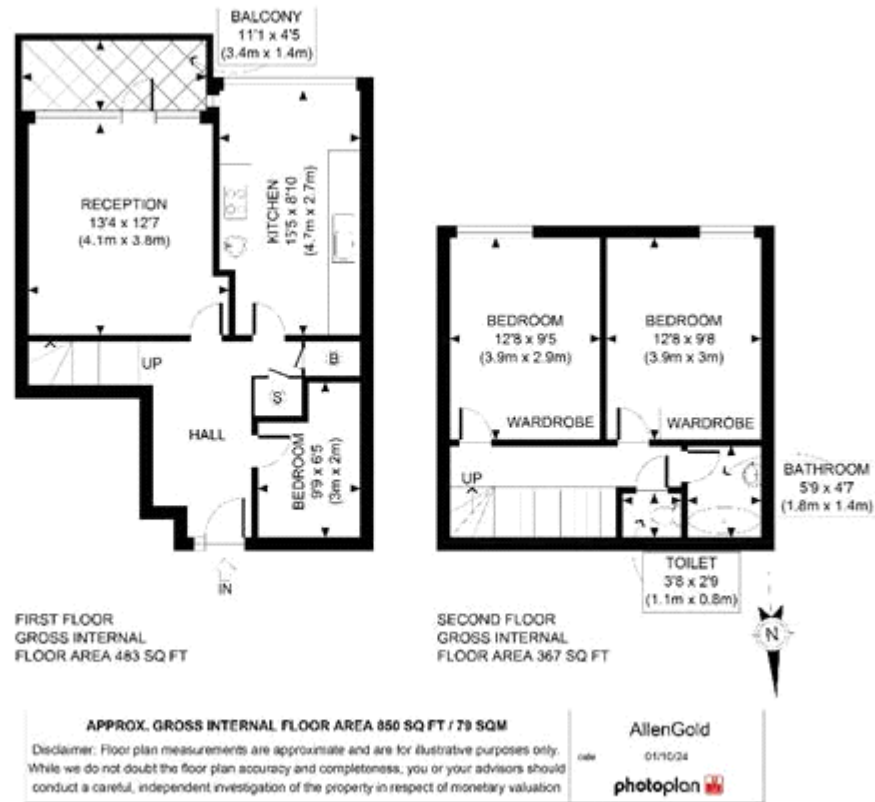 BALCONY
11'1 x 4'5
(3.4m x 1.4m)
RECEPTION
13'4 x 12'7
(4.1m x 3.8m)
KITCHEN
15'5 x 8'10
(4.7m x 2.7m)
UP
B
S
HALL
BEDROOM
9'9 x 6'5
(3m x 2m)
IN
FIRST FLOOR
GROSS INTERNAL
FLOOR AREA 483 SQ FT
BEDROOM
12'8 x 9'5
(3.9m x 2.9m)
WARDROBE
BEDROOM
12'8 x 9'8
(3.9m x 3m)
WARDROBE
UP
BATHROOM
5'9 x 4'7
(1.8m x 1.4m)
TOILET
3'8 x 2'9
(1.1m x 0.8m)
SECOND FLOOR
GROSS INTERNAL
FLOOR AREA 367 SQ FT
N
APPROX. GROSS INTERNAL FLOOR AREA 850 SQ FT / 79 SQM
Disclaimer: Floor plan measurements are approximate and are for illustrative purposes only.
While we do not doubt the floor plan accuracy and completeness, you or your advisors should
conduct a careful, independent investigation of the property in respect of monetary valuation
AllenGold
date 01/10/24
photoplan